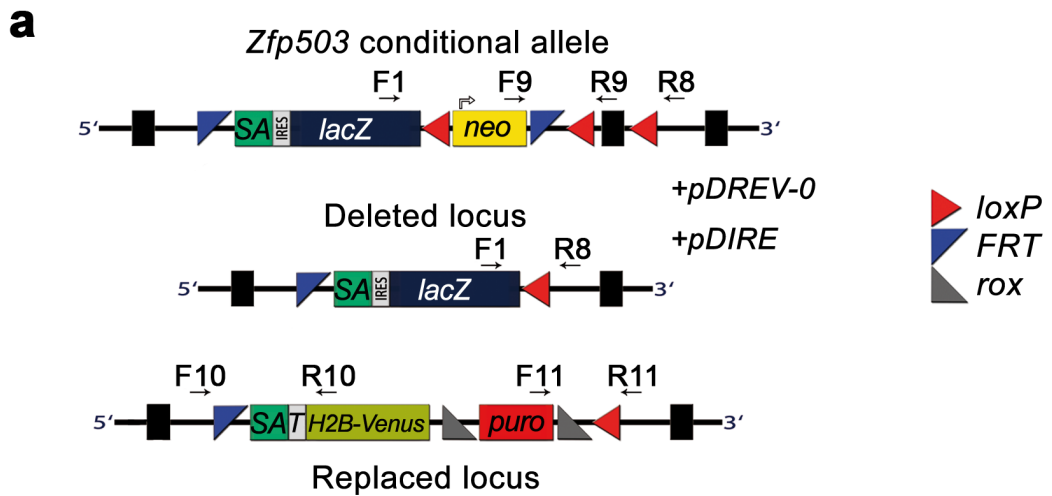 a
Zfp503 conditional allele
F1 F9 R9 R8
5‘ SA IRES lacZ neo 3‘
+pDREV-0
Deleted locus
+pDIRE
F1 R8
5‘ SA IRES lacZ 3‘
loxP
FRT
rox
F10 R10 F11 R11
5‘ SA T H2B-Venus puro 3‘
Replaced locus